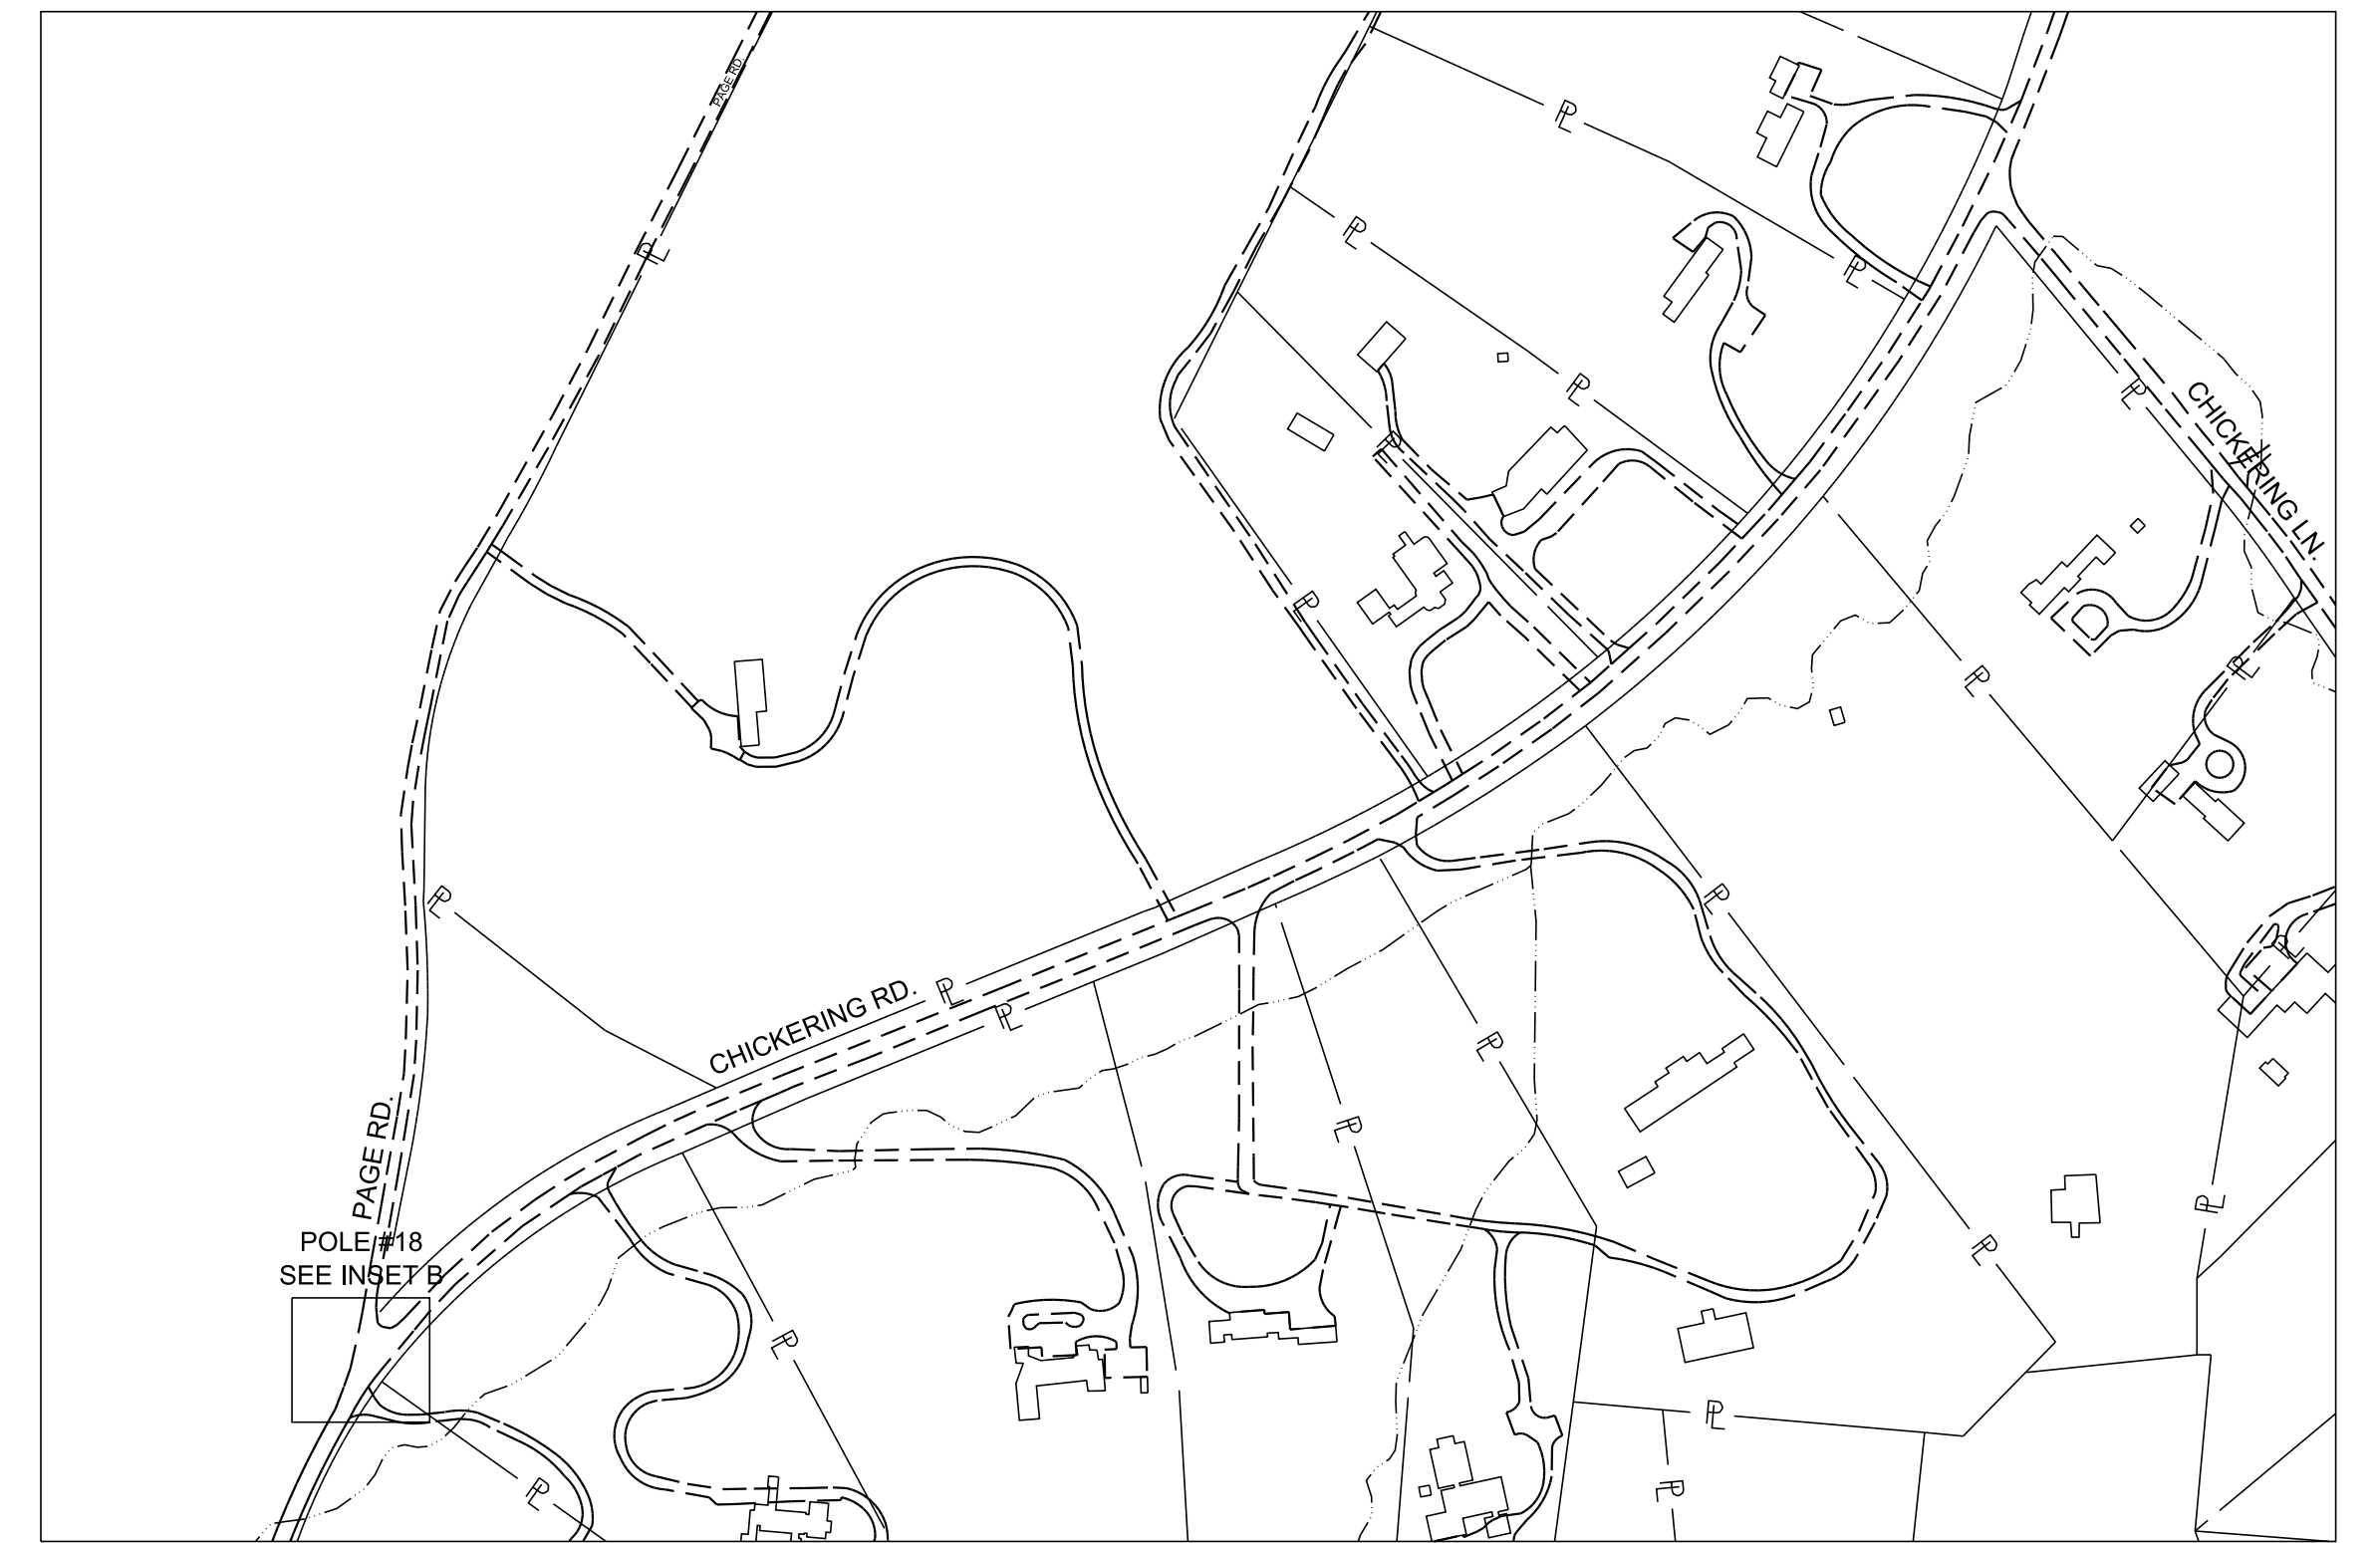 PAGE RD.
CHICKERING LN.
CHICKERING RD.
PAGE RD.
POLE #18
SEE INSET B